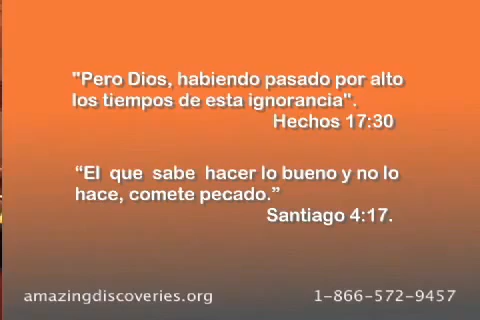 "Pero Dios, habiendo pasado por alto
los tiempos de esta ignorancia".
Hechos 17:30
“El que sabe hacer lo bueno y no lo
hace, comete pecado.”
Santiago 4:17.
amazingdiscoveries.org 1-866-572-9457